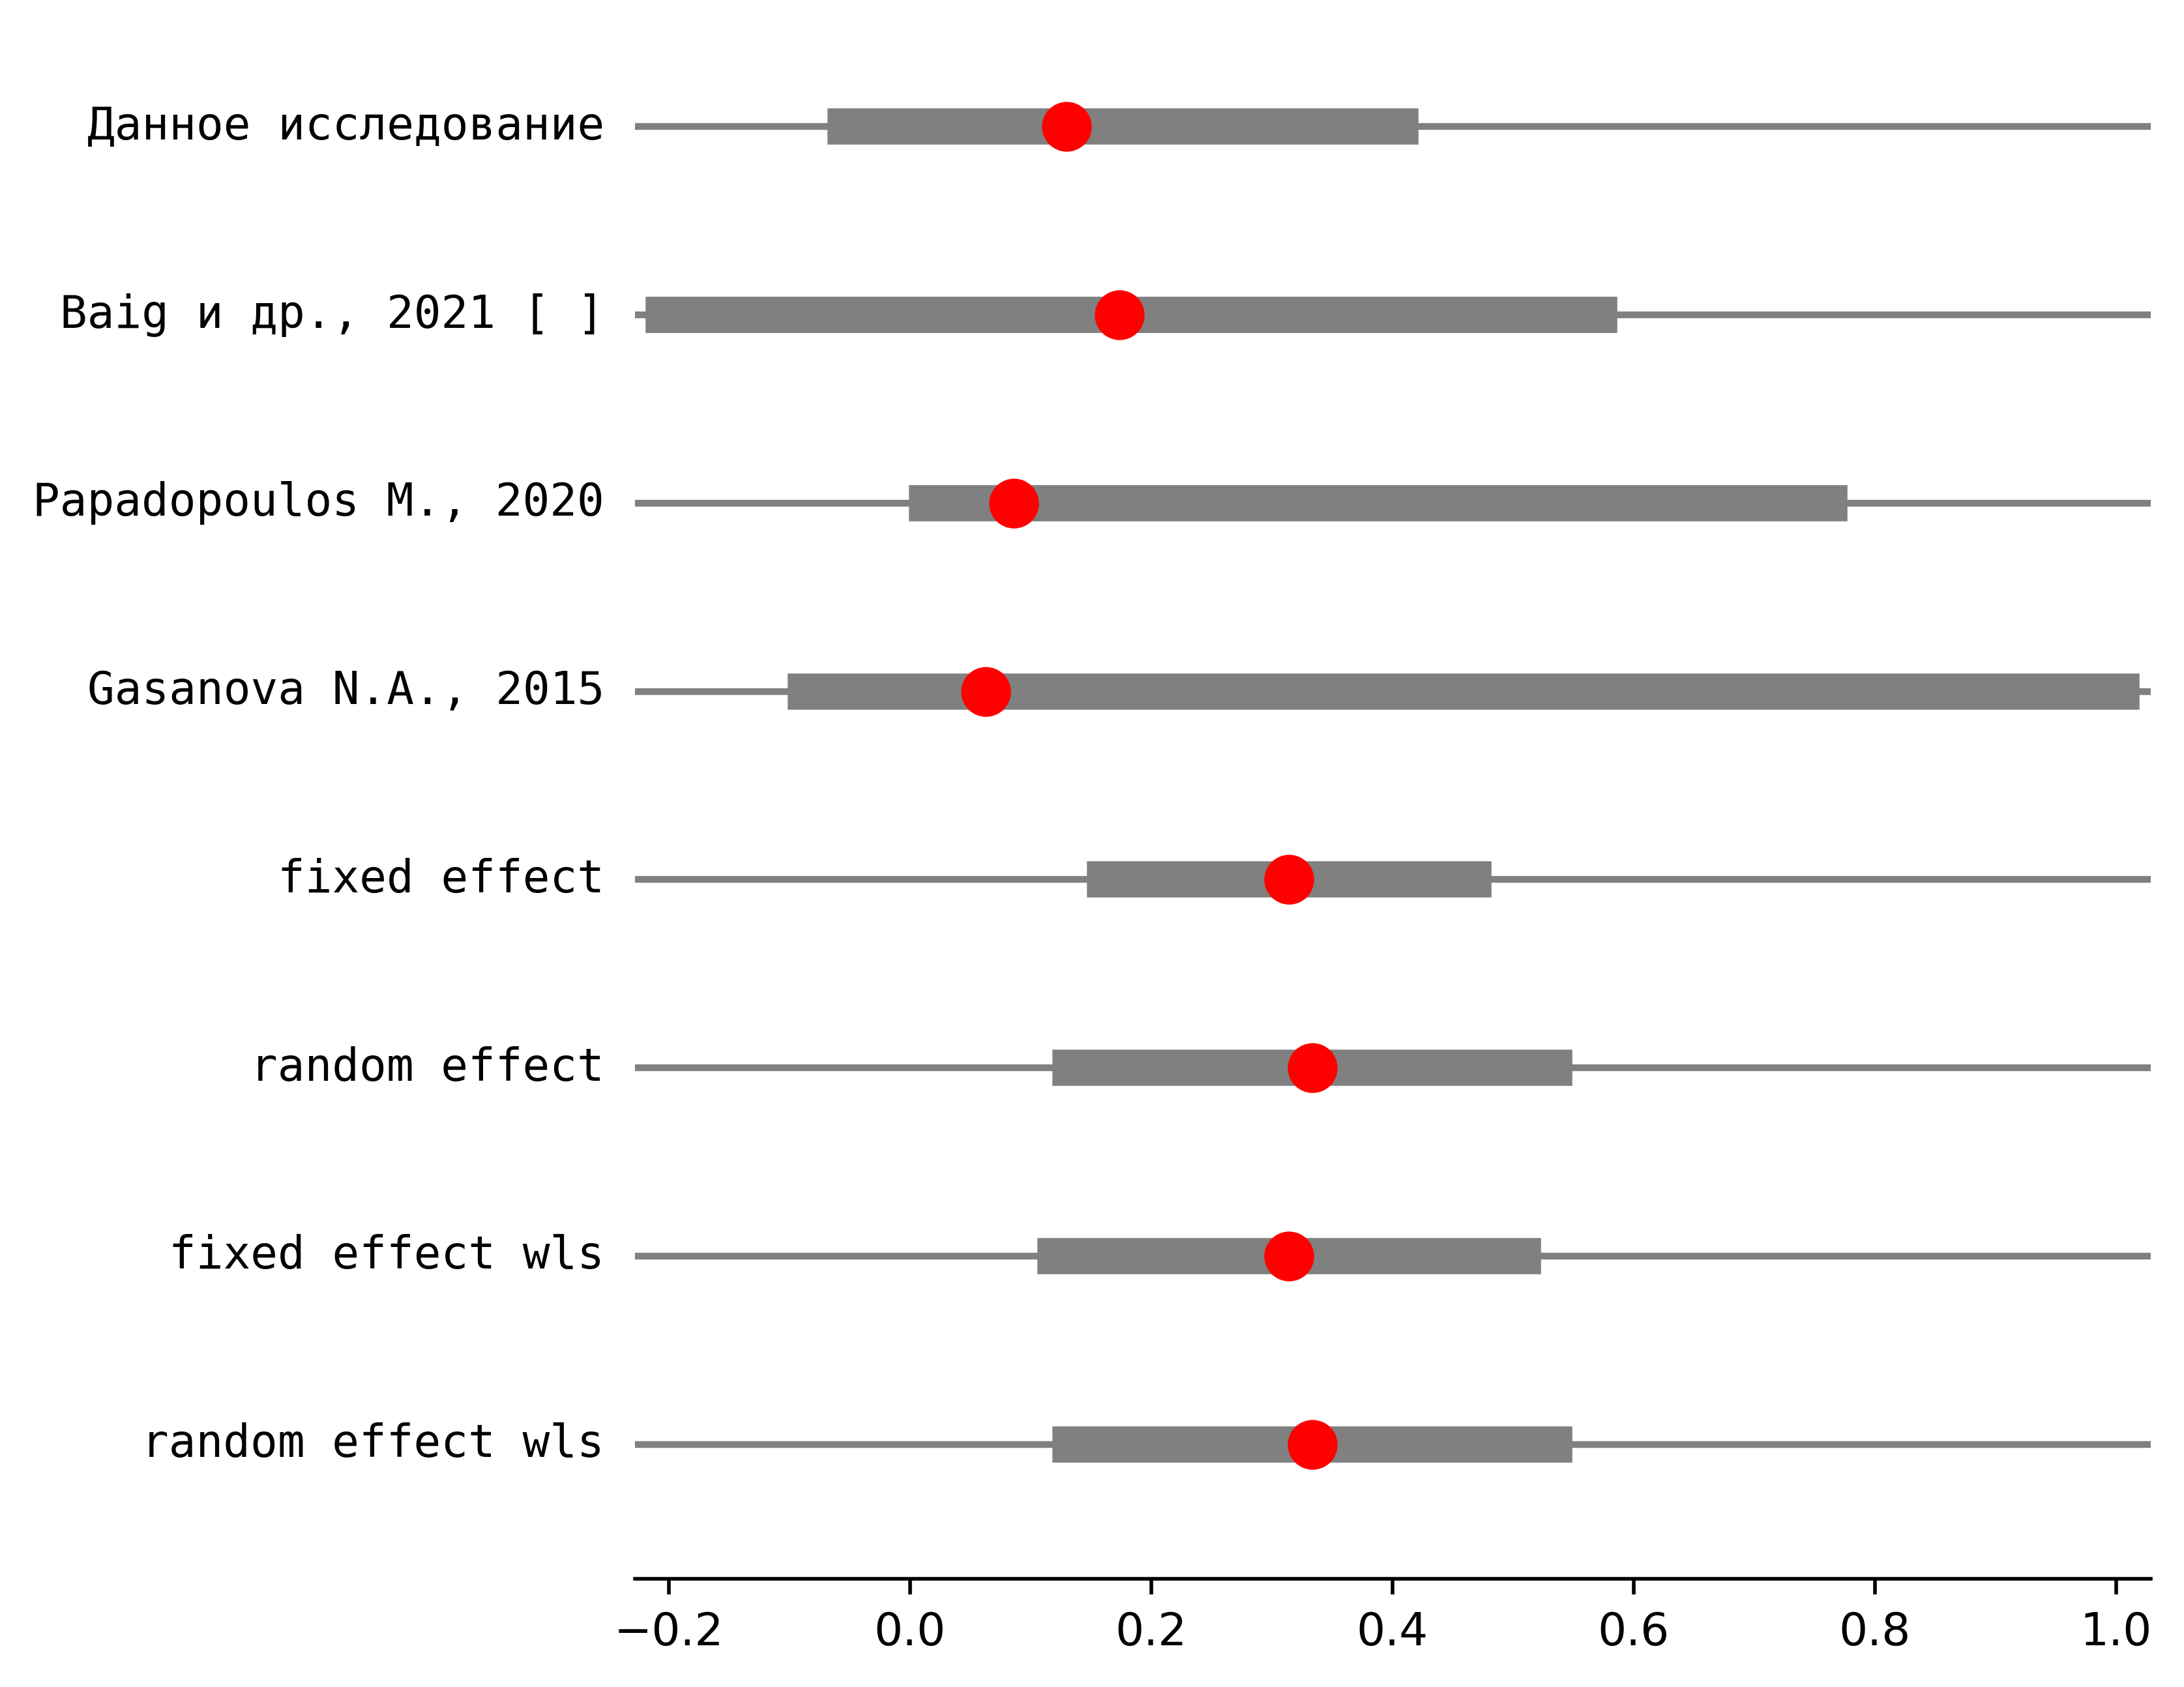 Данное исследование
Baig и др., 2021 [ ]
Papadopoulos M., 2020
Gasanova N.A., 2015
fixed effect
random effect
fixed effect wls
random effect wls
−0.2 0.0 0.2 0.4 0.6 0.8 1.0